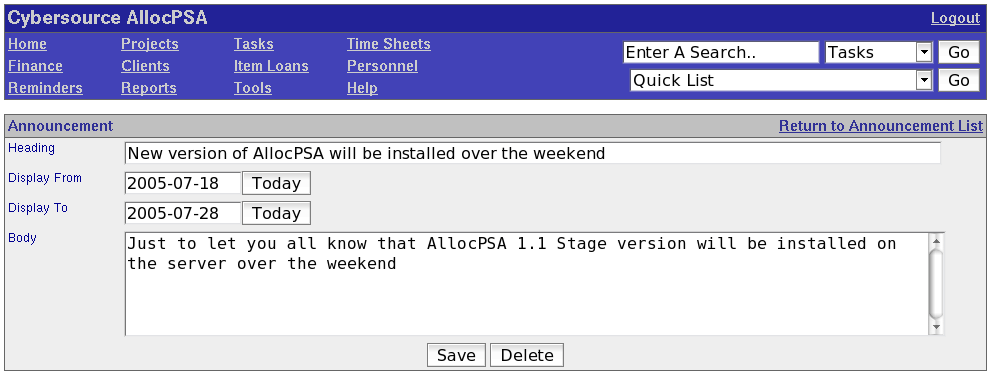 Cybersource AllocPSA Logout
Home Projects Tasks Time Sheets Enter A Search.. Tasks Go
Finance Clients Item Loans Personnel
Quick List Go
Reminders Reports Tools Help
Announcement Return to Announcement List
Heading New version of AllocPSA will be installed over the weekend
Display From 2005-07-18 Today
Display To 2005-07-28 Today
Body Just to let you all know that AllocPSA 1.1 Stage version will be installed on
the server over the weekend
Save Delete